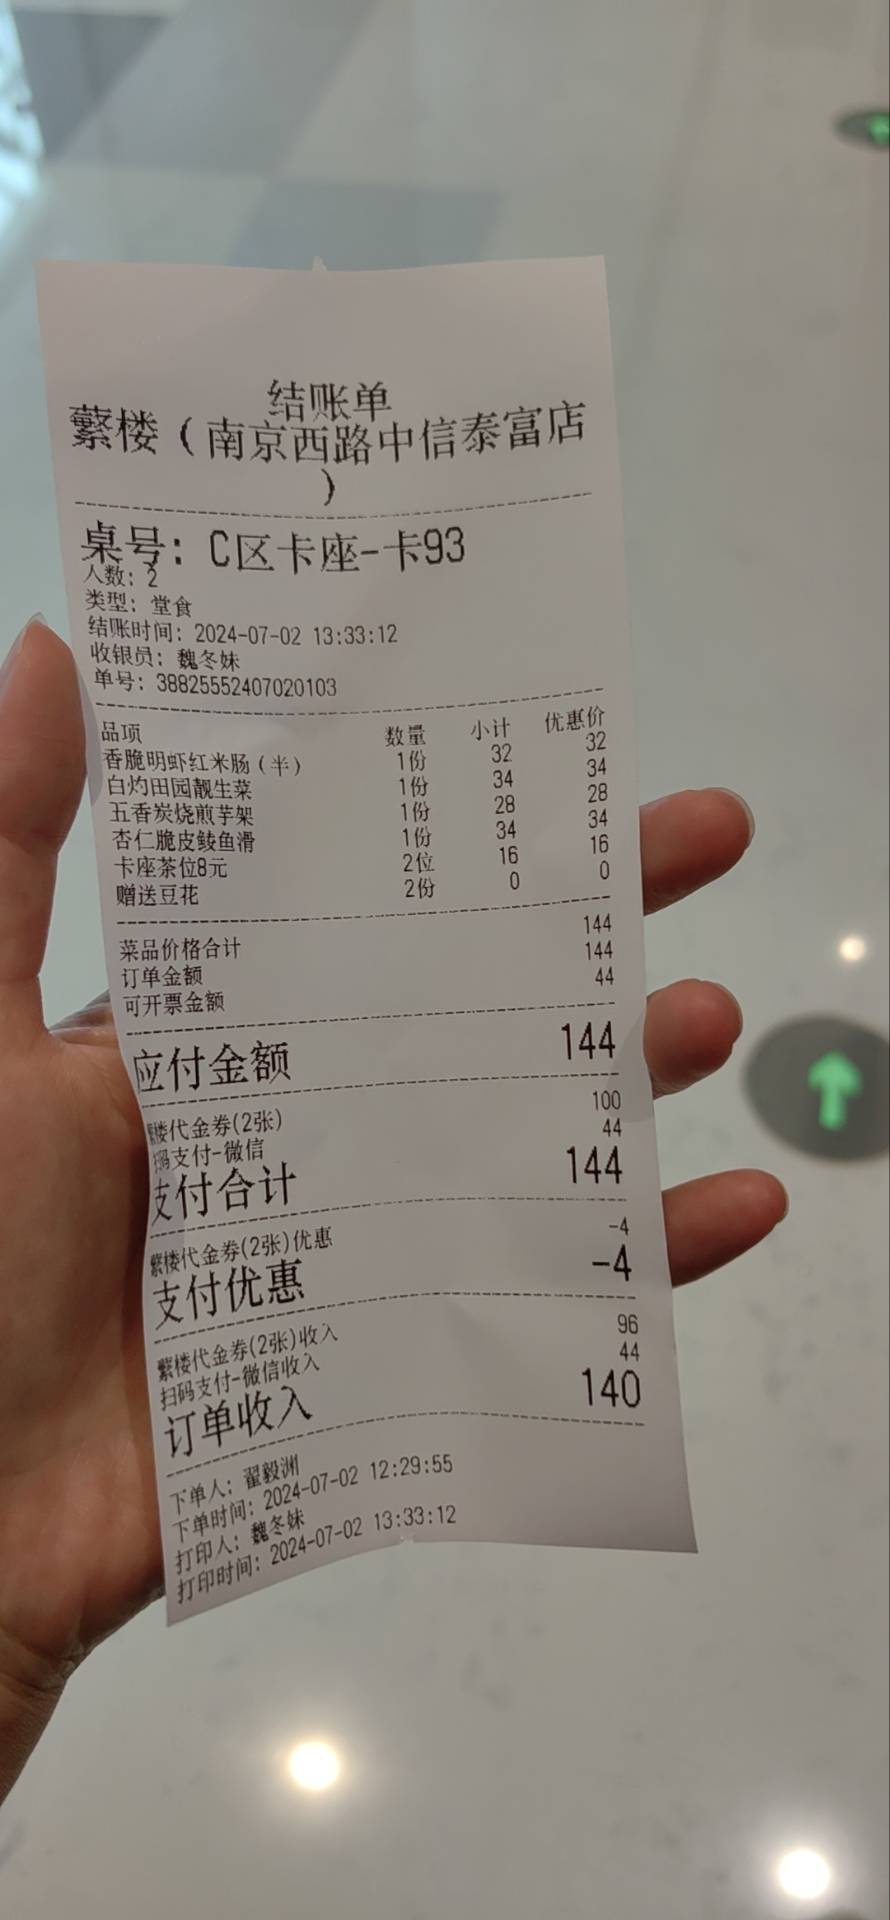 结账单
蘩楼（南京西路中信泰富店
）
桌号：C区卡座-卡93
人数：2
类型：堂食
结账时间：2024-07-02 13:33:12
收银员：魏冬妹
单号：38825552407020103
品项 数量 小计 优惠价
香脆明虾红米肠（半） 1份 32 32
白灼田园靓生菜 1份 34 34
五香炭烧煎芋架 1份 28 28
杏仁脆皮鲮鱼滑 1份 34 34
卡座茶位8元 2位 16 16
赠送豆花 2份 0 0
菜品价格合计 144
订单金额 144
可开票金额 44
应付金额 144
蘩楼代金券(2张) 100
扫码支付-微信 44
支付合计 144
蘩楼代金券(2张)优惠 -4
支付优惠 -4
蘩楼代金券(2张)收入 96
扫码支付-微信收入 44
订单收入 140
下单人：翟毅洲
下单时间：2024-07-02 12:29:55
打印人：魏冬妹
打印时间：2024-07-02 13:33:12